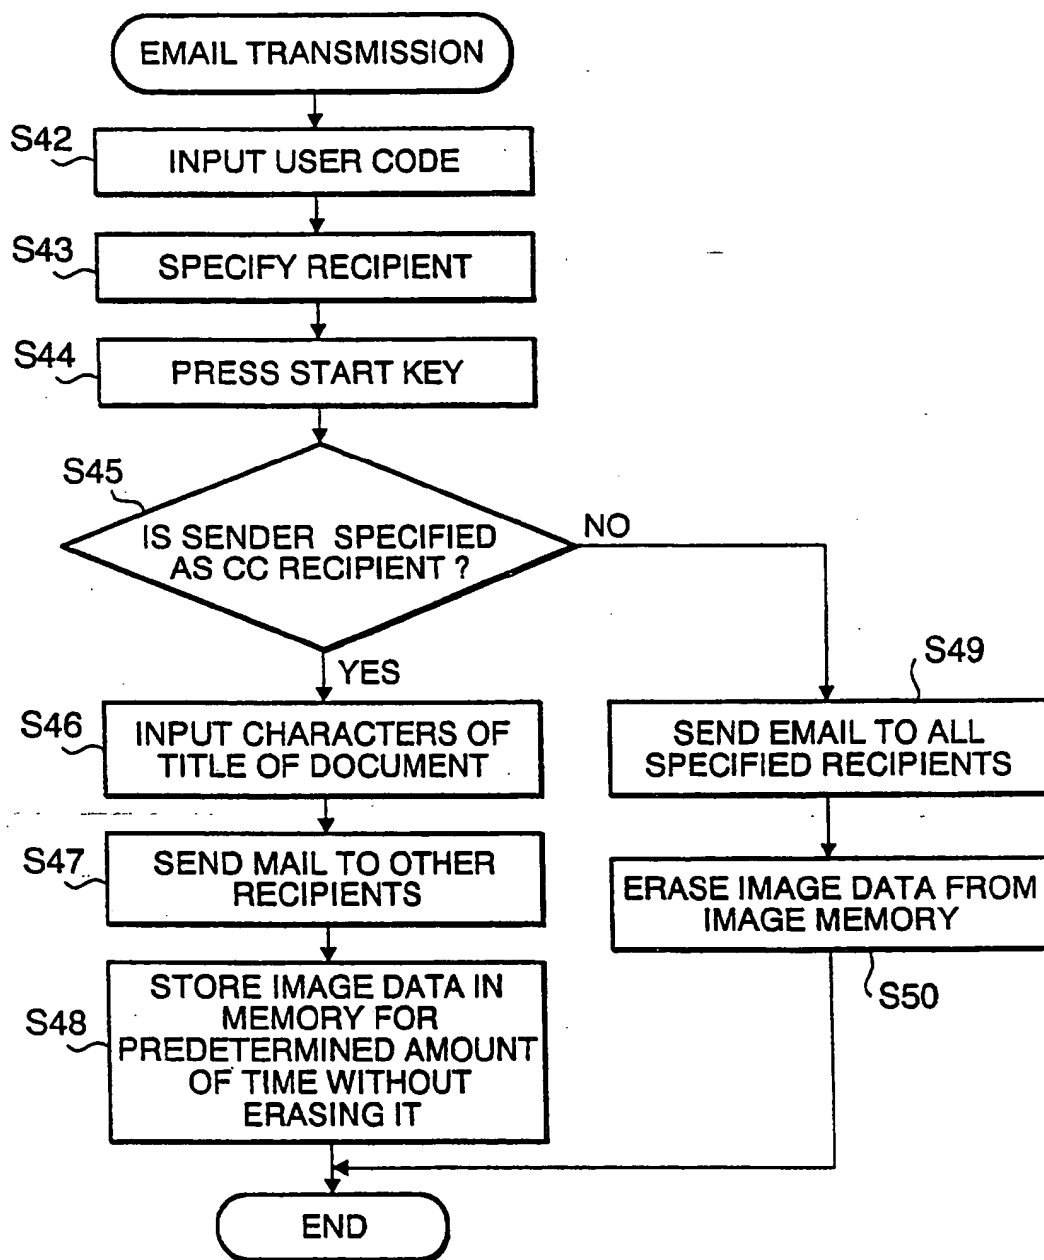 EMAIL TRANSMISSION
S42
INPUT USER CODE
S43
SPECIFY RECIPIENT
S44
PRESS START KEY
S45
IS SENDER SPECIFIED
AS CC RECIPIENT ?
NO
YES
S46
INPUT CHARACTERS OF
TITLE OF DOCUMENT
S47
SEND MAIL TO OTHER
RECIPIENTS
S48
STORE IMAGE DATA IN
MEMORY FOR
PREDETERMINED AMOUNT
OF TIME WITHOUT
ERASING IT
S49
SEND EMAIL TO ALL
SPECIFIED RECIPIENTS
ERASE IMAGE DATA FROM
IMAGE MEMORY
S50
END